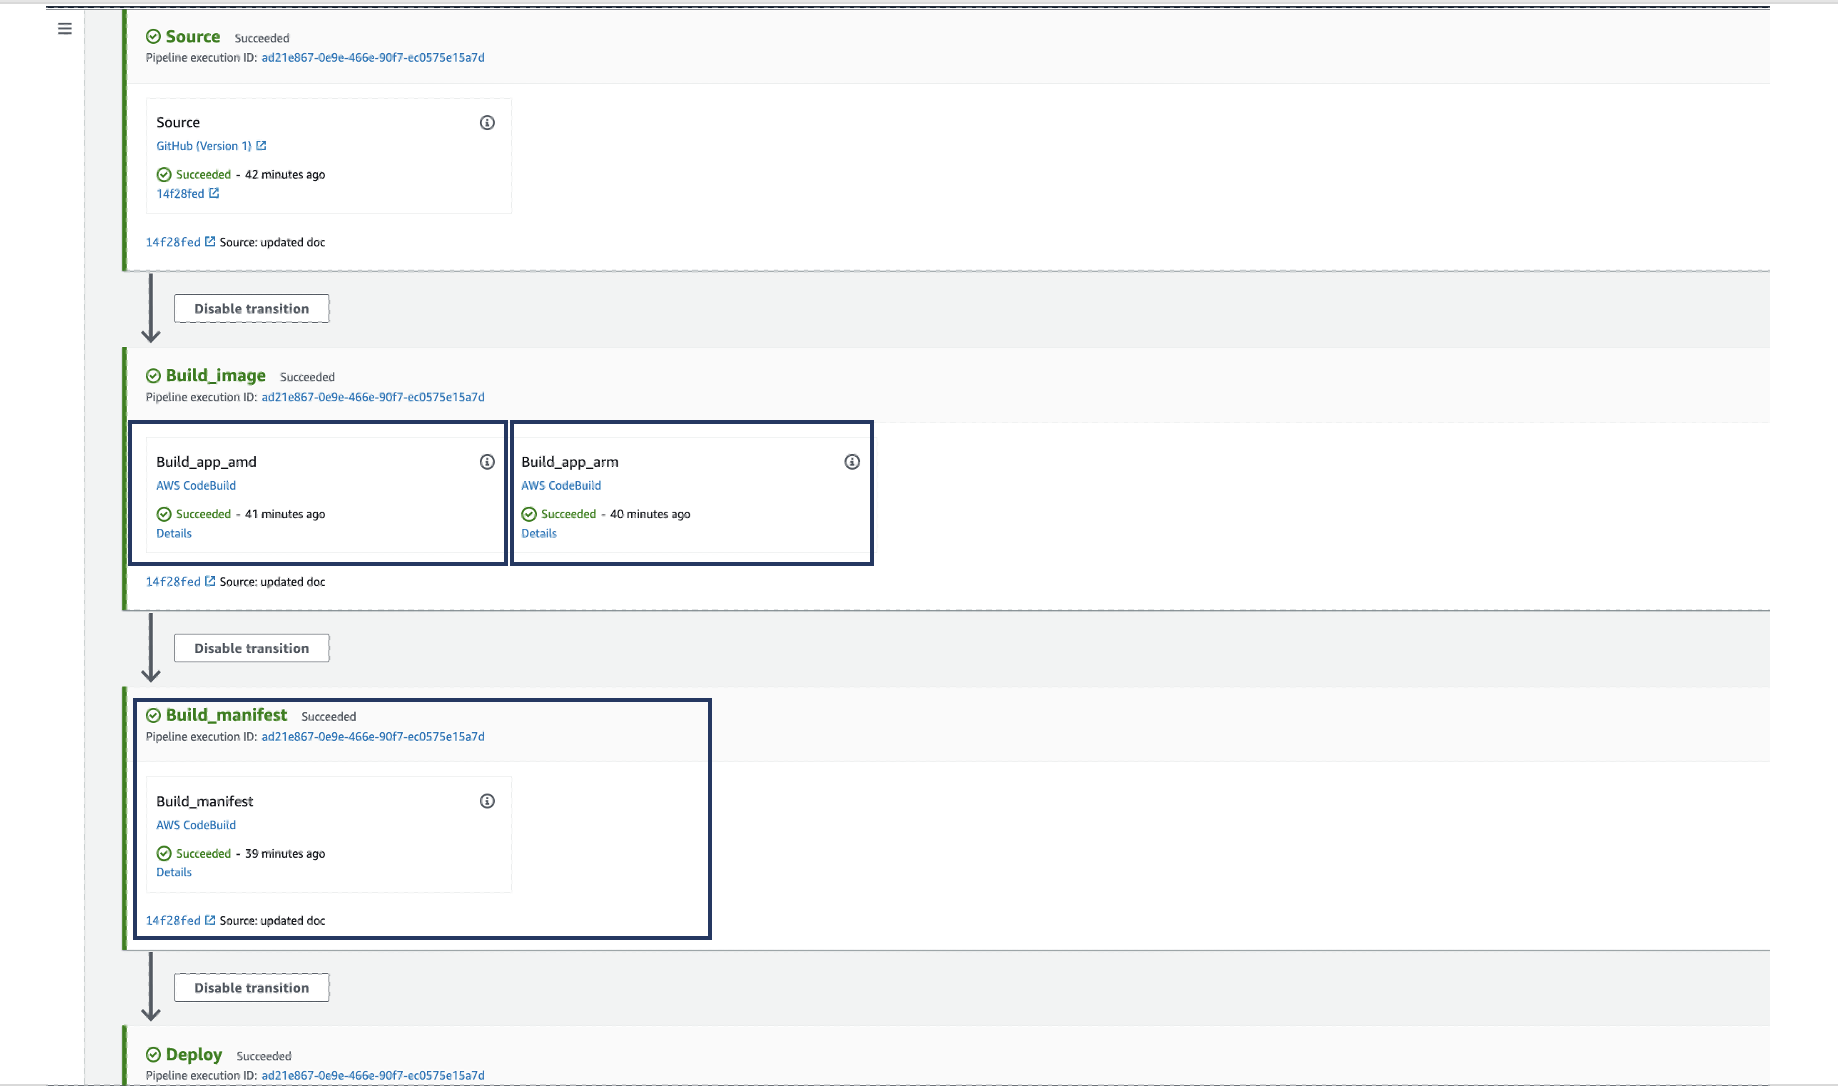 Source Succeeded
Pipeline execution ID: ad21e867-0e9e-466e-90f7-ec0575e15a7d
Source
GitHub (Version 1)
Succeeded - 42 minutes ago
14f28fed
14f28fed Source: updated doc
Disable transition
Build_image Succeeded
Pipeline execution ID: ad21e867-0e9e-466e-90f7-ec0575e15a7d
Build_app_amd
AWS CodeBuild
Succeeded - 41 minutes ago
Details
Build_app_arm
AWS CodeBuild
Succeeded - 40 minutes ago
Details
14f28fed Source: updated doc
Disable transition
Build_manifest Succeeded
Pipeline execution ID: ad21e867-0e9e-466e-90f7-ec0575e15a7d
Build_manifest
AWS CodeBuild
Succeeded - 39 minutes ago
Details
14f28fed Source: updated doc
Disable transition
Deploy Succeeded
Pipeline execution ID: ad21e867-0e9e-466e-90f7-ec0575e15a7d